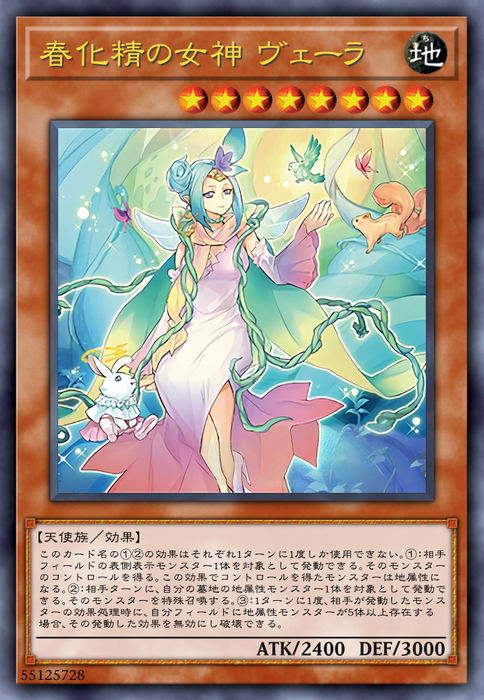 春化精の女神 ヴェーラ
ち
地
【天使族／効果】
このカード名の①②の効果はそれぞれ1ターンに1度しか使用できない。①：相手
フィールドの表側表示モンスター1体を対象として発動できる。そのモンスター
のコントロールを得る。この効果でコントロールを得たモンスターは地属性に
なる。②：相手ターンに、自分の墓地の地属性モンスター1体を対象として発動で
きる。そのモンスターを特殊召喚する。③：1ターンに1度、相手が発動したモンス
ターの効果処理時に、自分フィールドに地属性モンスターが5体以上存在する
場合、その発動した効果を無効にし破壊できる。
ATK/2400 DEF/3000
55125728